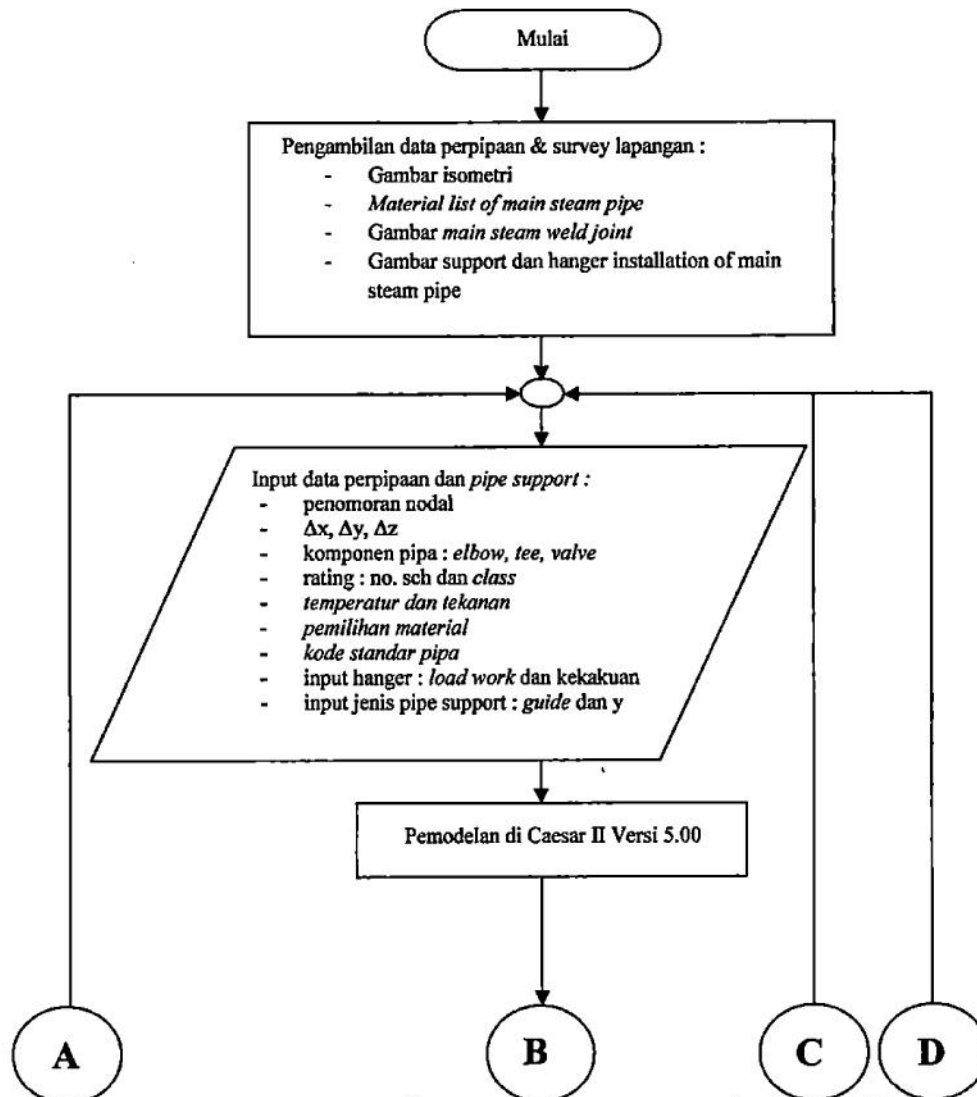 Mulai
Pengambilan data perpipaan & survey lapangan :
- Gambar isometri
- Material list of main steam pipe
- Gambar main steam weld joint
- Gambar support dan hanger installation of main
steam pipe
Input data perpipaan dan pipe support :
- penomoran nodal
- Δx, Δy, Δz
- komponen pipa : elbow, tee, valve
- rating : no. sch dan class
- temperatur dan tekanan
- pemilihan material
- kode standar pipa
- input hanger : load work dan kekakuan
- input jenis pipe support : guide dan y
Pemodelan di Caesar II Versi 5.00
A B C D